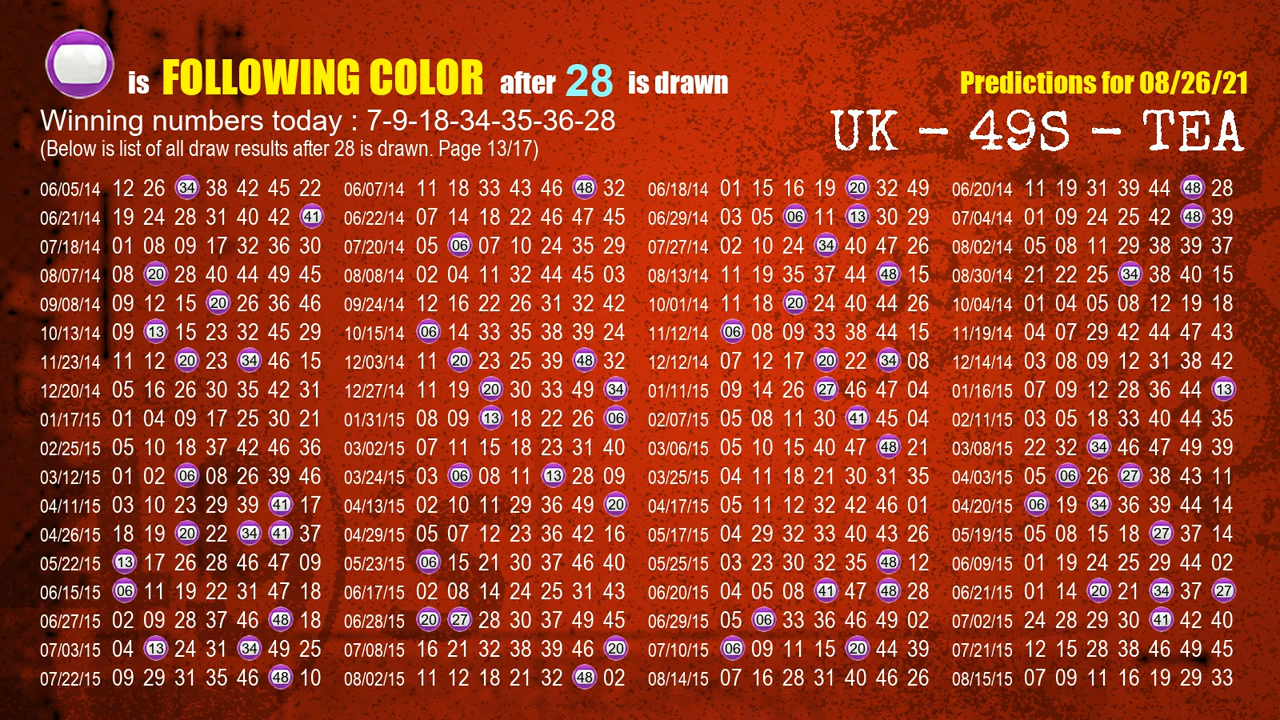 is FOLLOWING COLOR after 28 is drawn
Predictions for 08/26/21
Winning numbers today : 7-9-18-34-35-36-28
UK - 49S - TEA
(Below is list of all draw results after 28 is drawn. Page 13/17)
06/05/14 12 26 34 38 42 45 22 06/07/14 11 18 33 43 46 48 32 06/18/14 01 15 16 19 20 32 49 06/20/14 11 19 31 39 44 48 28
06/21/14 19 24 28 31 40 42 41 06/22/14 07 14 18 22 46 47 45 06/29/14 03 05 06 11 13 30 29 07/04/14 01 09 24 25 42 48 39
07/18/14 01 08 09 17 32 36 30 07/20/14 05 06 07 10 24 35 29 07/27/14 02 10 24 34 40 47 26 08/02/14 05 08 11 29 38 39 37
08/07/14 08 20 28 40 44 49 45 08/08/14 02 04 11 32 44 45 03 08/13/14 11 19 35 37 44 48 15 08/30/14 21 22 25 34 38 40 15
09/08/14 09 12 15 20 26 36 46 09/24/14 12 16 22 26 31 32 42 10/01/14 11 18 20 24 40 44 26 10/04/14 01 04 05 08 12 19 18
10/13/14 09 13 15 23 32 45 29 10/15/14 06 14 33 35 38 39 24 11/12/14 06 08 09 33 38 44 15 11/19/14 04 07 29 42 44 47 43
11/23/14 11 12 20 23 34 46 15 12/03/14 11 20 23 25 39 48 32 12/12/14 07 12 17 20 22 34 08 12/14/14 03 08 09 12 31 38 42
12/20/14 05 16 26 30 35 42 31 12/27/14 11 19 20 30 33 49 34 01/11/15 09 14 26 27 46 47 04 01/16/15 07 09 12 28 36 44 13
01/17/15 01 04 09 17 25 30 21 01/31/15 08 09 13 18 22 26 06 02/07/15 05 08 11 30 41 45 04 02/11/15 03 05 18 33 40 44 35
02/25/15 05 10 18 37 42 46 36 03/02/15 07 11 15 18 23 31 40 03/06/15 05 10 15 40 47 48 21 03/08/15 22 32 34 46 47 49 39
03/12/15 01 02 06 08 26 39 46 03/24/15 03 06 08 11 13 28 09 03/25/15 04 11 18 21 30 31 35 04/03/15 05 06 26 27 38 43 11
04/11/15 03 10 23 29 39 41 17 04/13/15 02 10 11 29 36 49 20 04/17/15 05 11 12 32 42 46 01 04/20/15 06 19 34 36 39 44 14
04/26/15 18 19 20 22 34 41 37 04/29/15 05 07 12 23 36 42 16 05/17/15 04 29 32 33 40 43 26 05/19/15 05 08 15 18 27 37 14
05/22/15 13 17 26 28 46 47 09 05/23/15 06 15 21 30 37 46 40 05/25/15 03 23 30 32 35 48 12 06/09/15 01 19 24 25 29 44 02
06/15/15 06 11 19 22 31 47 18 06/17/15 02 08 14 24 25 31 43 06/20/15 04 05 08 41 47 48 28 06/21/15 01 14 20 21 34 37 27
06/27/15 02 09 28 37 46 48 18 06/28/15 20 27 28 30 37 49 45 06/29/15 05 06 33 36 46 49 02 07/02/15 24 28 29 30 41 42 40
07/03/15 04 13 24 31 34 49 25 07/08/15 16 21 32 38 39 46 20 07/10/15 06 09 11 15 20 44 39 07/21/15 12 15 38 46 49 45
07/22/15 09 29 31 35 46 48 10 08/02/15 11 12 18 21 32 48 02 08/14/15 07 16 28 31 40 46 26 08/15/15 07 09 11 16 19 29 33